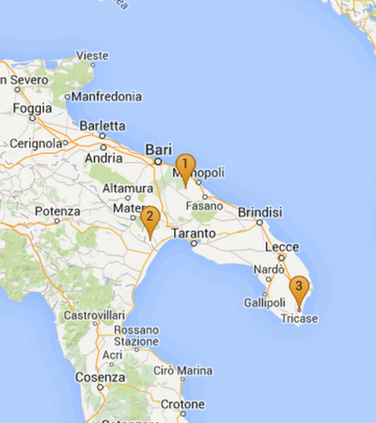 Vieste
n Severo
Manfredonia
Foggia
Barletta
Cerignola
Bari
Andria
1
Monopoli
Altamura
Fasano
Mater
2
Potenza
Brindisi
Taranto
Lecce
Nardò
3
Gallipoli
Tricase
Castrovillari
Rossano
Stazione
Acri
Cirò Marina
Cosenza
Crotone